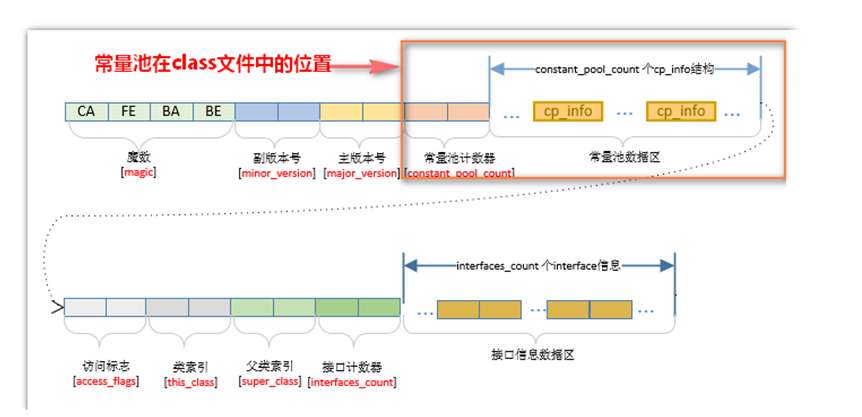 常量池在class文件中的位置
constant_pool_count 个cp_info结构
CA FE BA BE
... cp_info ... cp_info ...
魔数 副版本号 主版本号 常量池计数器 常量池数据区
[magic] [minor_version] [major_version] [constant_pool_count]
interfaces_count 个interface信息
... ... ...
访问标志 类索引 父类索引 接口计数器 接口信息数据区
[access_flags] [this_class] [super_class] [interfaces_count]